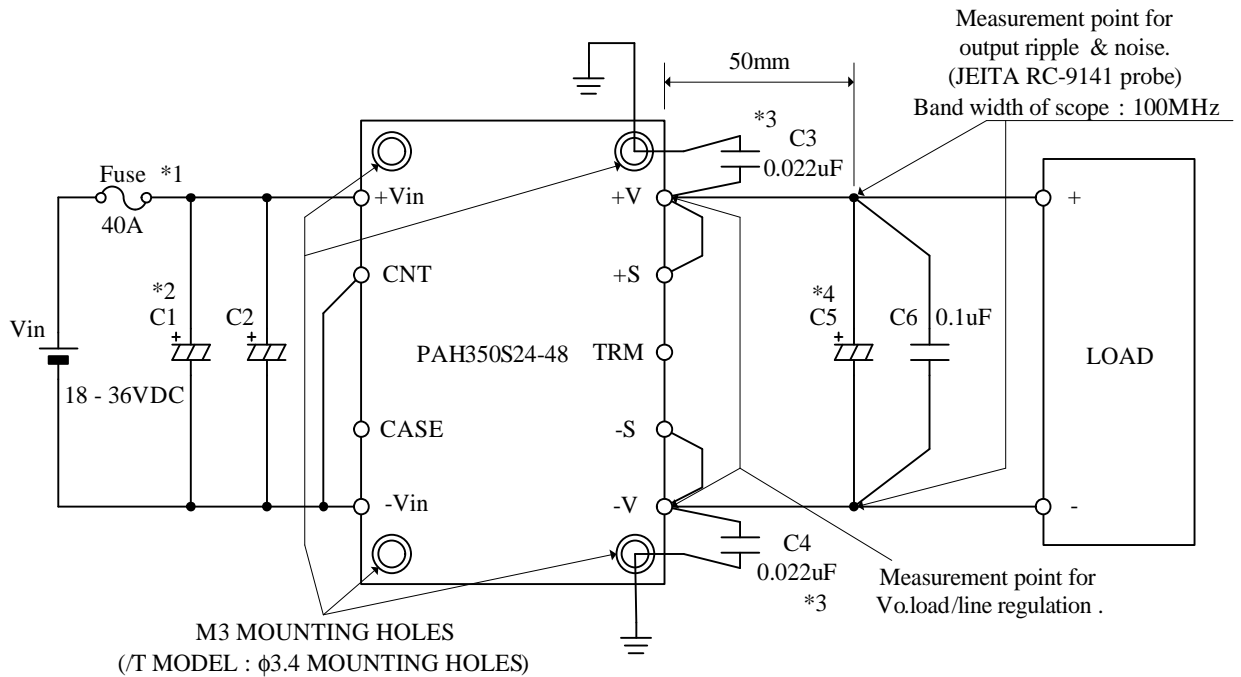 Measurement point for
output ripple & noise.
(JEITA RC-9141 probe)
Band width of scope : 100MHz
50mm
*3
C3
0.022uF
Fuse *1
40A
+Vin
+V
+
CNT
+S
*2
C1
+
C2
+
Vin
18 - 36VDC
PAH350S24-48
TRM
*4
C5
+
C6
0.1uF
LOAD
CASE
-S
-Vin
-V
-
C4
0.022uF
*3
Measurement point for
Vo.load/line regulation .
M3 MOUNTING HOLES
(/T MODEL : ϕ3.4 MOUNTING HOLES)